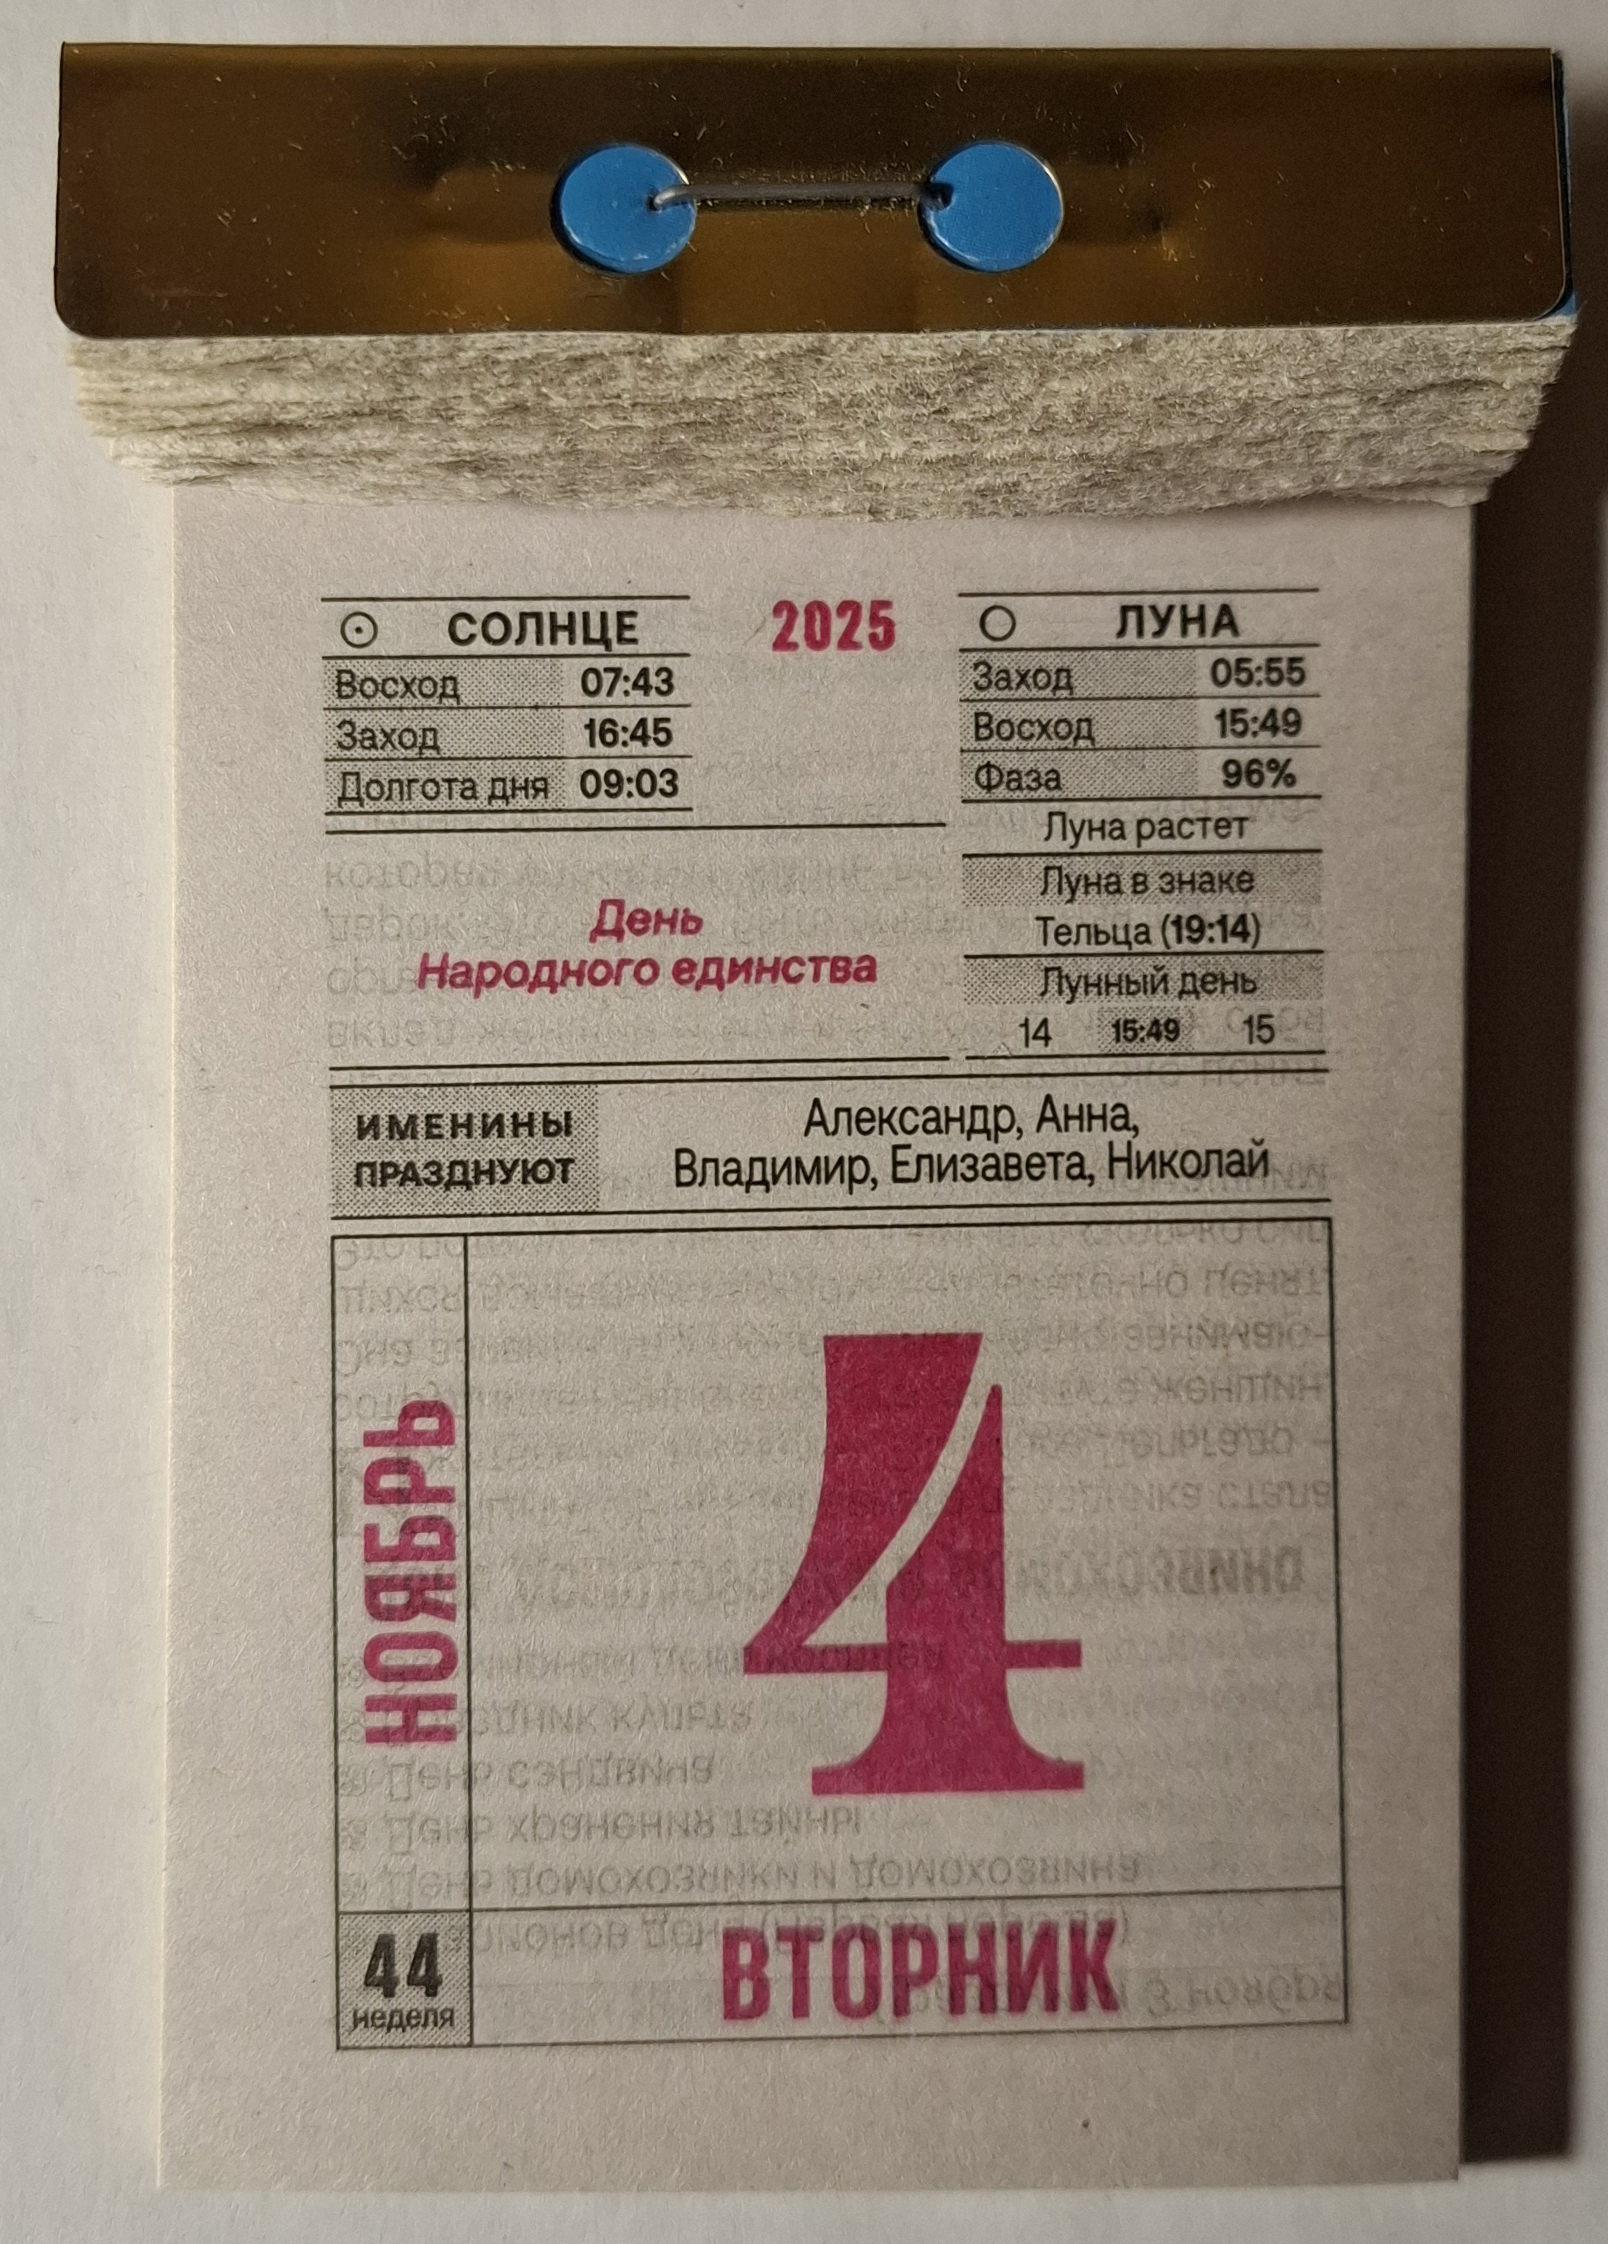 СОЛНЦЕ
Восход 07:43
Заход 16:45
Долгота дня 09:03
2025
ЛУНА
Заход 05:55
Восход 15:49
Фаза 96%
Луна растет
Луна в знаке
Тельца (19:14)
Лунный день
14 15:49 15
День
Народного единства
ИМЕНИНЫ
ПРАЗДНУЮТ
Александр, Анна,
Владимир, Елизавета, Николай
НОЯБРЬ
4
44
неделя
ВТОРНИК